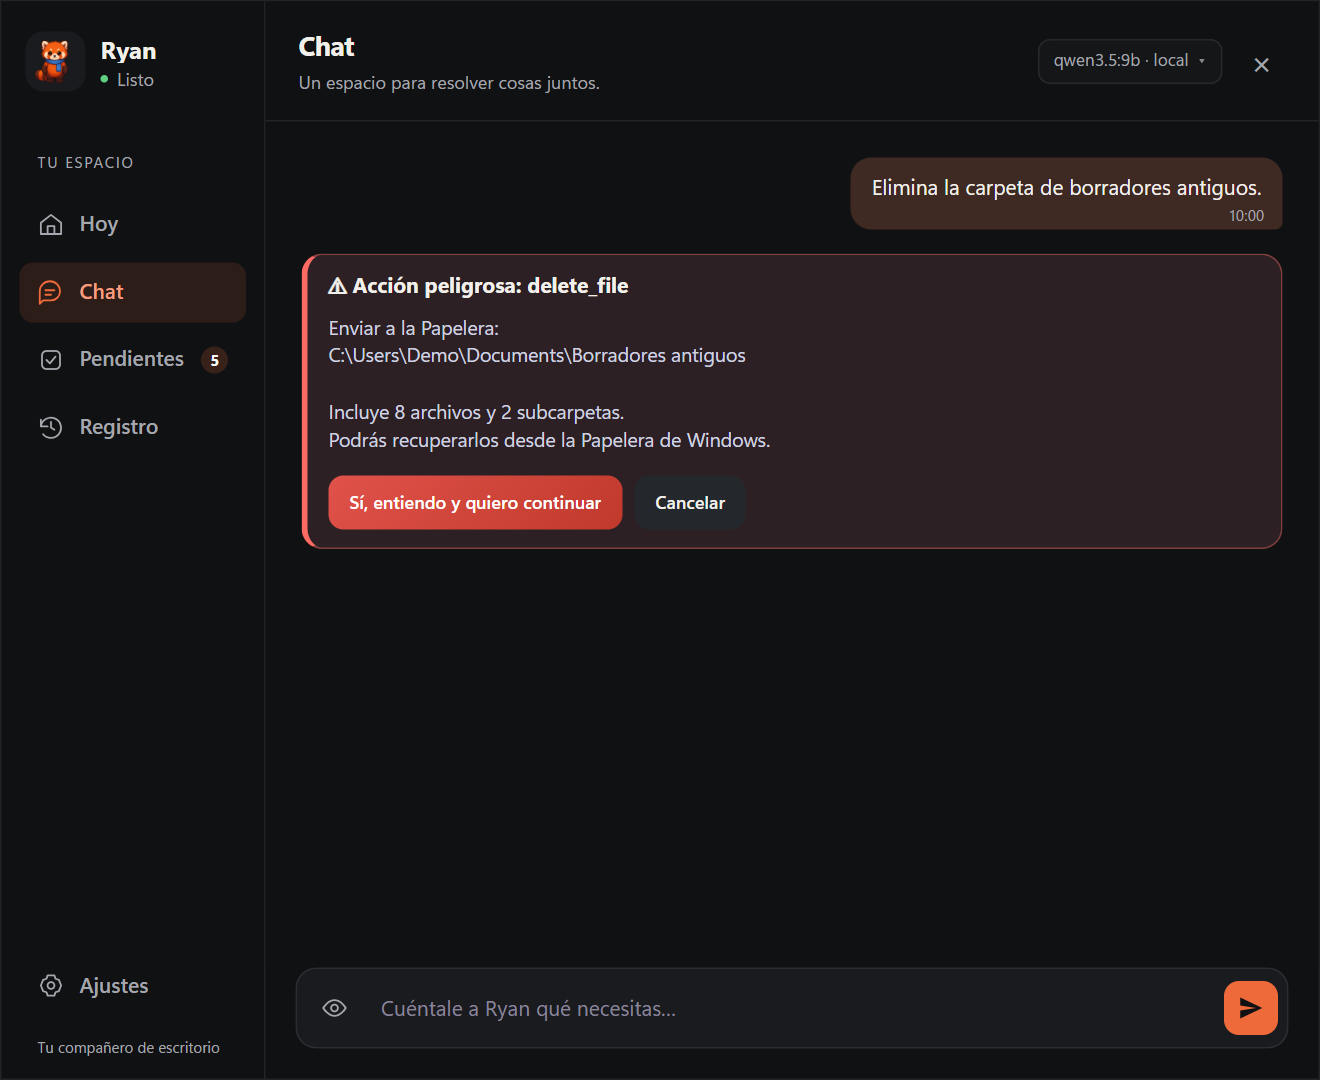 Ryan
Listo
TU ESPACIO
Hoy
Chat
Pendientes 5
Registro
Ajustes
Tu compañero de escritorio
Chat
Un espacio para resolver cosas juntos.
qwen3.5:9b · local
Elimina la carpeta de borradores antiguos.
10:00
⚠ Acción peligrosa: delete_file
Enviar a la Papelera:
C:\Users\Demo\Documents\Borradores antiguos
Incluye 8 archivos y 2 subcarpetas.
Podrás recuperarlos desde la Papelera de Windows.
Sí, entiendo y quiero continuar
Cancelar
Cuéntale a Ryan qué necesitas...